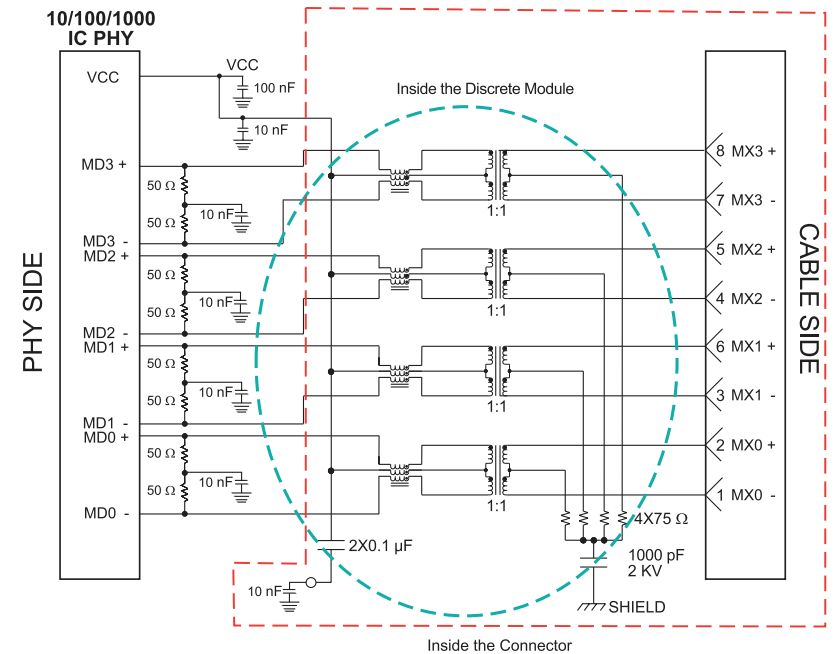 10/100/1000
IC PHY
VCC
VCC
100 nF
10 nF
Inside the Discrete Module
MD3 +
50 Ω
50 Ω
10 nF
MD3 -
MD2 +
50 Ω
50 Ω
10 nF
MD2 -
MD1 +
50 Ω
50 Ω
10 nF
MD1 -
MD0 +
50 Ω
50 Ω
10 nF
MD0 -
PHY SIDE
1:1
1:1
1:1
1:1
8 MX3 +
7 MX3 -
5 MX2 +
4 MX2 -
6 MX1 +
3 MX1 -
2 MX0 +
1 MX0 -
CABLE SIDE
4X75 Ω
2X0.1 µF
1000 pF
2 KV
10 nF
SHIELD
Inside the Connector